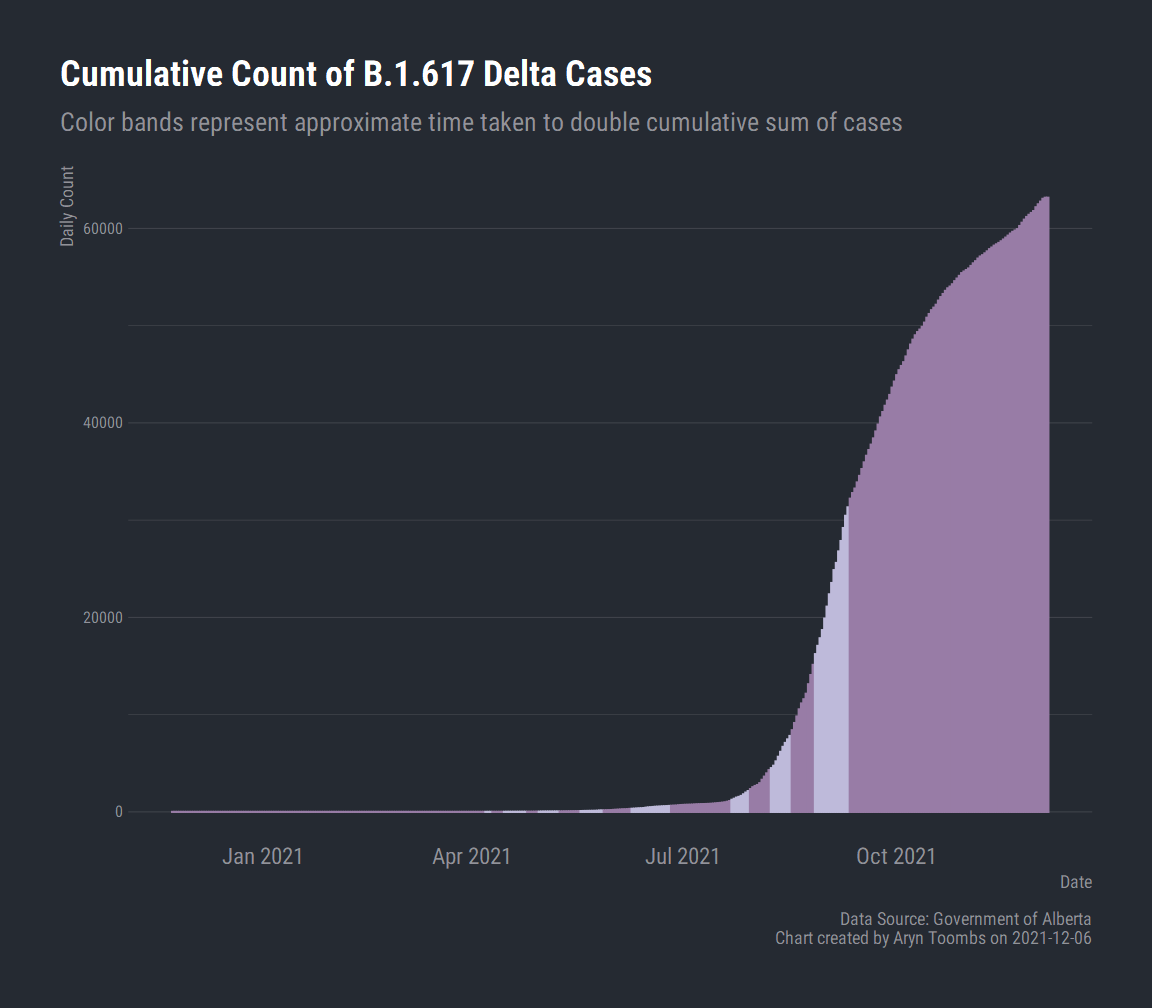 Cumulative Count of B.1.617 Delta Cases
Color bands represent approximate time taken to double cumulative sum of cases
Daily Count
60000
40000
20000
0
Jan 2021
Apr 2021
Jul 2021
Oct 2021
Date
Data Source: Government of Alberta
Chart created by Aryn Toombs on 2021-12-06